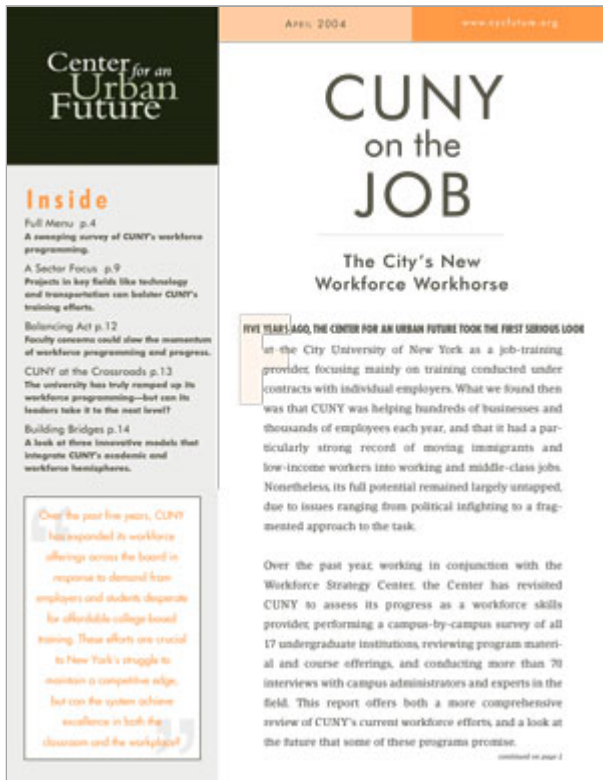 APRIL 2004
www.nycfuture.org
Center for an
Urban
Future
CUNY
on the
JOB
The City's New
Workforce Workhorse
Inside
Full Menu p.4
A sweeping survey of CUNY's workforce
programming.
A Sector Focus p.9
Projects in key fields like technology
and transportation can bolster CUNY's
training efforts.
Balancing Act p.12
Faculty concerns could slow the momentum
of workforce programming and progress.
CUNY at the Crossroads p.13
The university has truly ramped up its
workforce programming—but can its
leaders take it to the next level?
Building Bridges p.14
A look at three innovative models that
integrate CUNY's academic and
workforce hemispheres.
Over the past five years, CUNY
has expanded its workforce
offerings across the board in
response to demand from
employers and students desperate
for affordable college-based
training. These efforts are crucial
to New York's struggle to
maintain a competitive edge,
but can the system achieve
excellence in both the
classroom and the workplace?
FIVE YEARS AGO, THE CENTER FOR AN URBAN FUTURE TOOK THE FIRST SERIOUS LOOK
at the City University of New York as a job-training
provider, focusing mainly on training conducted under
contracts with individual employers. What we found then
was that CUNY was helping hundreds of businesses and
thousands of employees each year, and that it had a par-
ticularly strong record of moving immigrants and
low-income workers into working and middle-class jobs.
Nonetheless, its full potential remained largely untapped,
due to issues ranging from political infighting to a frag-
mented approach to the task.
Over the past year, working in conjunction with the
Workforce Strategy Center, the Center has revisited
CUNY to assess its progress as a workforce skills
provider, performing a campus-by-campus survey of all
17 undergraduate institutions, reviewing program materi-
al and course offerings, and conducting more than 70
interviews with campus administrators and experts in the
field. This report offers both a more comprehensive
review of CUNY's current workforce efforts, and a look at
the future that some of these programs promise.
continued on page 2